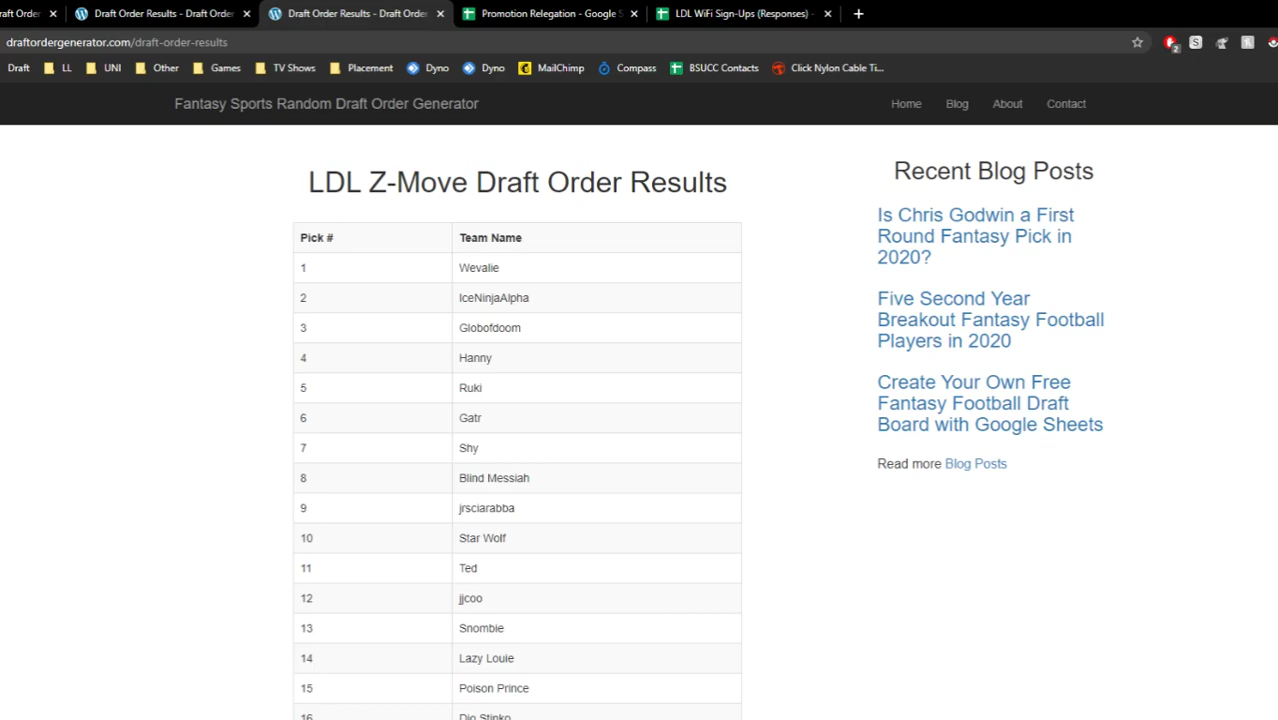 raft Order
Draft Order Results - Draft Order
Draft Order Results - Draft Order
Promotion Relegation - Google S
LDL WiFi Sign-Ups (Responses) -
draftordergenerator.com/draft-order-results
Draft
LL
UNI
Other
Games
TV Shows
Placement
Dyno
Dyno
MailChimp
Compass
BSUCC Contacts
Click Nylon Cable Ti...
Fantasy Sports Random Draft Order Generator
Home
Blog
About
Contact
LDL Z-Move Draft Order Results
Pick # Team Name
1 Wevalie
2 IceNinjaAlpha
3 Globofdoom
4 Hanny
5 Ruki
6 Gatr
7 Shy
8 Blind Messiah
9 jrsciarabba
10 Star Wolf
11 Ted
12 jjcoo
13 Snombie
14 Lazy Louie
15 Poison Prince
16 Dio Stinko
Recent Blog Posts
Is Chris Godwin a First
Round Fantasy Pick in
2020?
Five Second Year
Breakout Fantasy Football
Players in 2020
Create Your Own Free
Fantasy Football Draft
Board with Google Sheets
Read more Blog Posts